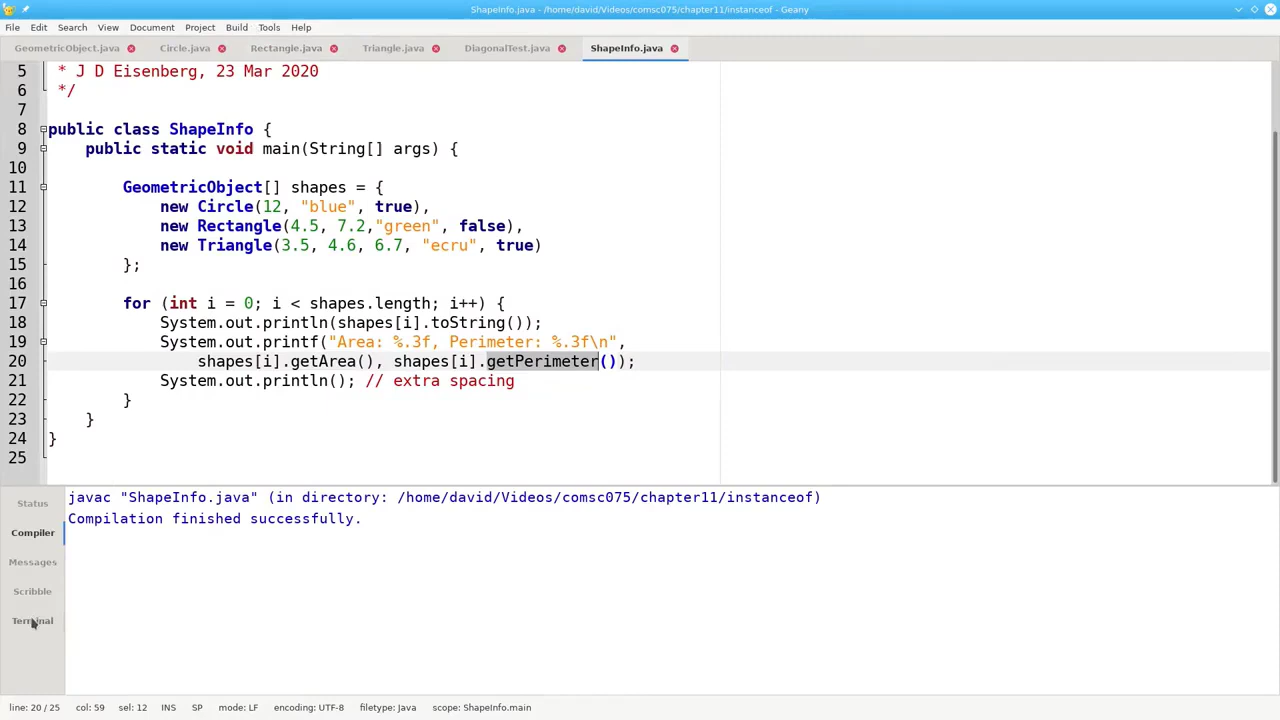 ShapeInfo.java - /home/david/Videos/comsc075/chapter11/instanceof - Geany
File Edit Search View Document Project Build Tools Help
GeometricObject.java Circle.java Rectangle.java Triangle.java DiagonalTest.java ShapeInfo.java
5 * J D Eisenberg, 23 Mar 2020
6 */
7
8 public class ShapeInfo {
9 public static void main(String[] args) {
10
11 GeometricObject[] shapes = {
12 new Circle(12, "blue", true),
13 new Rectangle(4.5, 7.2,"green", false),
14 new Triangle(3.5, 4.6, 6.7, "ecru", true)
15 };
16
17 for (int i = 0; i < shapes.length; i++) {
18 System.out.println(shapes[i].toString());
19 System.out.printf("Area: %.3f, Perimeter: %.3f\n",
20 shapes[i].getArea(), shapes[i].getPerimeter());
21 System.out.println(); // extra spacing
22 }
23 }
24 }
25
Status
Compiler
Messages
Scribble
Terminal
javac "ShapeInfo.java" (in directory: /home/david/Videos/comsc075/chapter11/instanceof)
Compilation finished successfully.
line: 20 / 25 col: 59 sel: 12 INS SP mode: LF encoding: UTF-8 filetype: Java scope: ShapeInfo.main